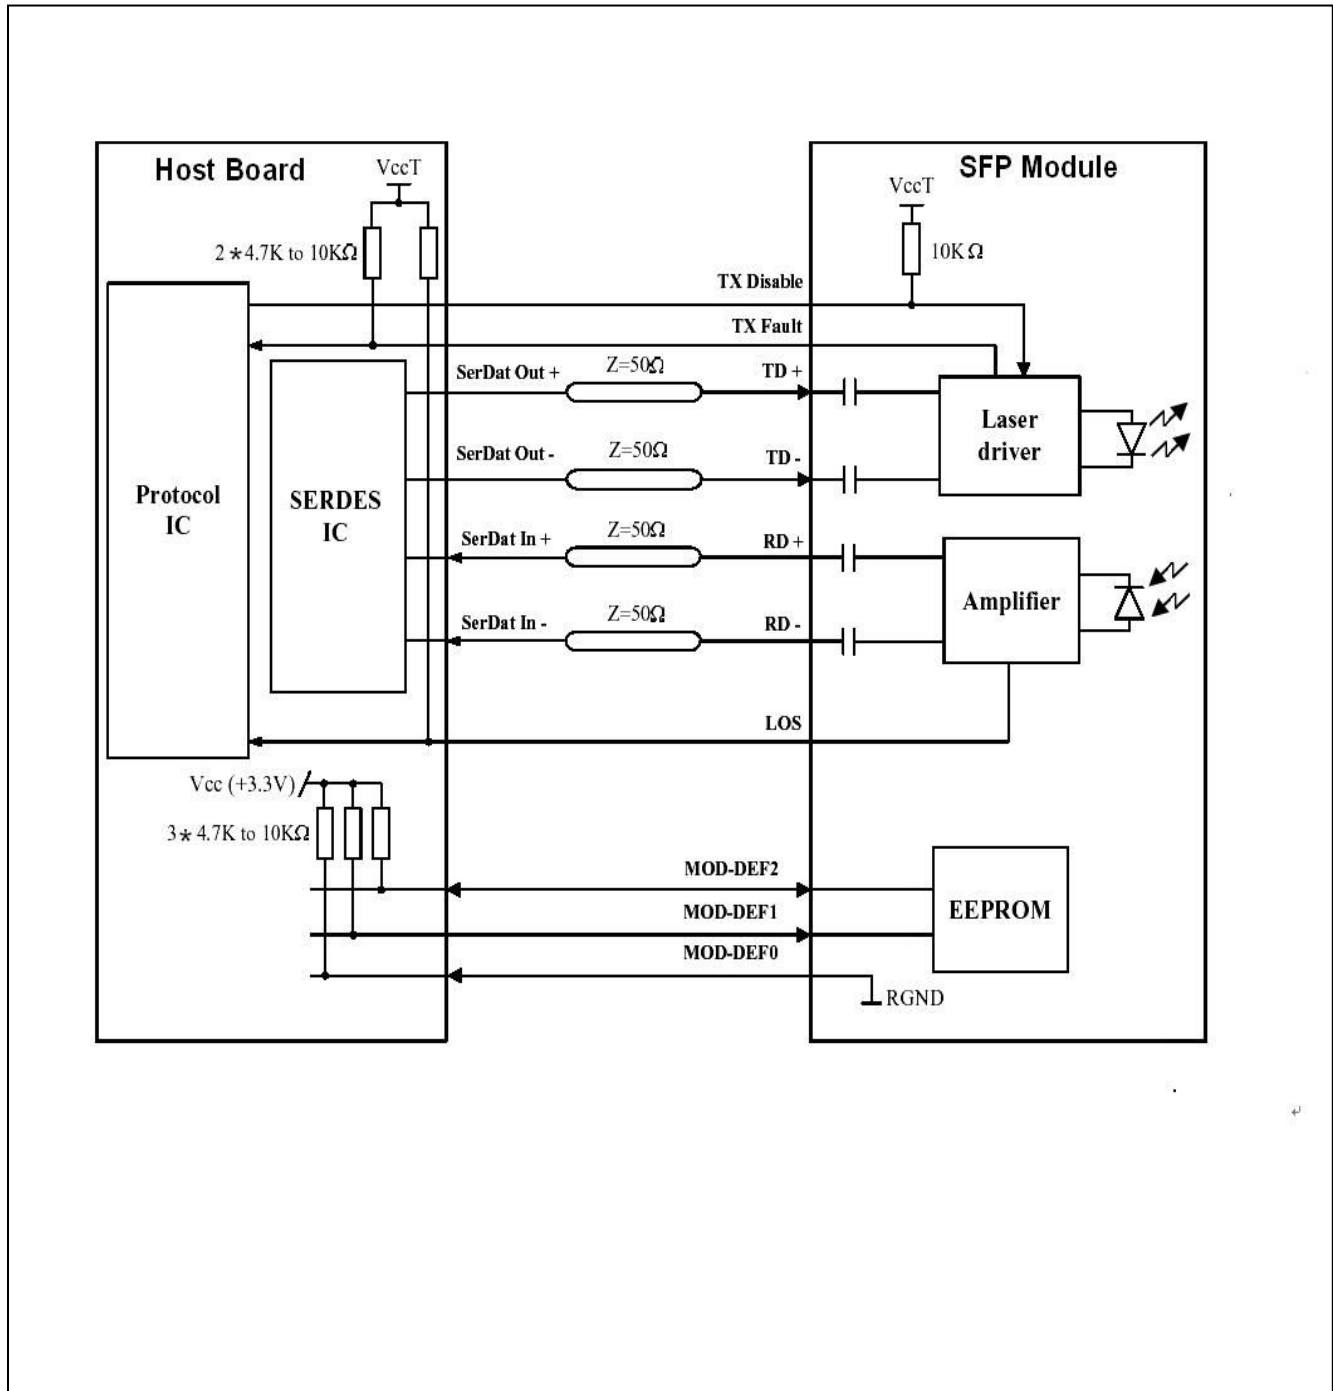 Host Board
SFP Module
VccT
VccT
2*4.7K to 10KΩ
10KΩ
TX Disable
TX Fault
SerDat Out +
Z=50Ω
TD +
Laser
driver
SerDat Out -
Z=50Ω
TD -
Protocol
IC
SERDES
IC
SerDat In +
Z=50Ω
RD +
Amplifier
SerDat In -
Z=50Ω
RD -
LOS
Vcc (+3.3V)
3*4.7K to 10KΩ
MOD-DEF2
MOD-DEF1
MOD-DEF0
EEPROM
RGND